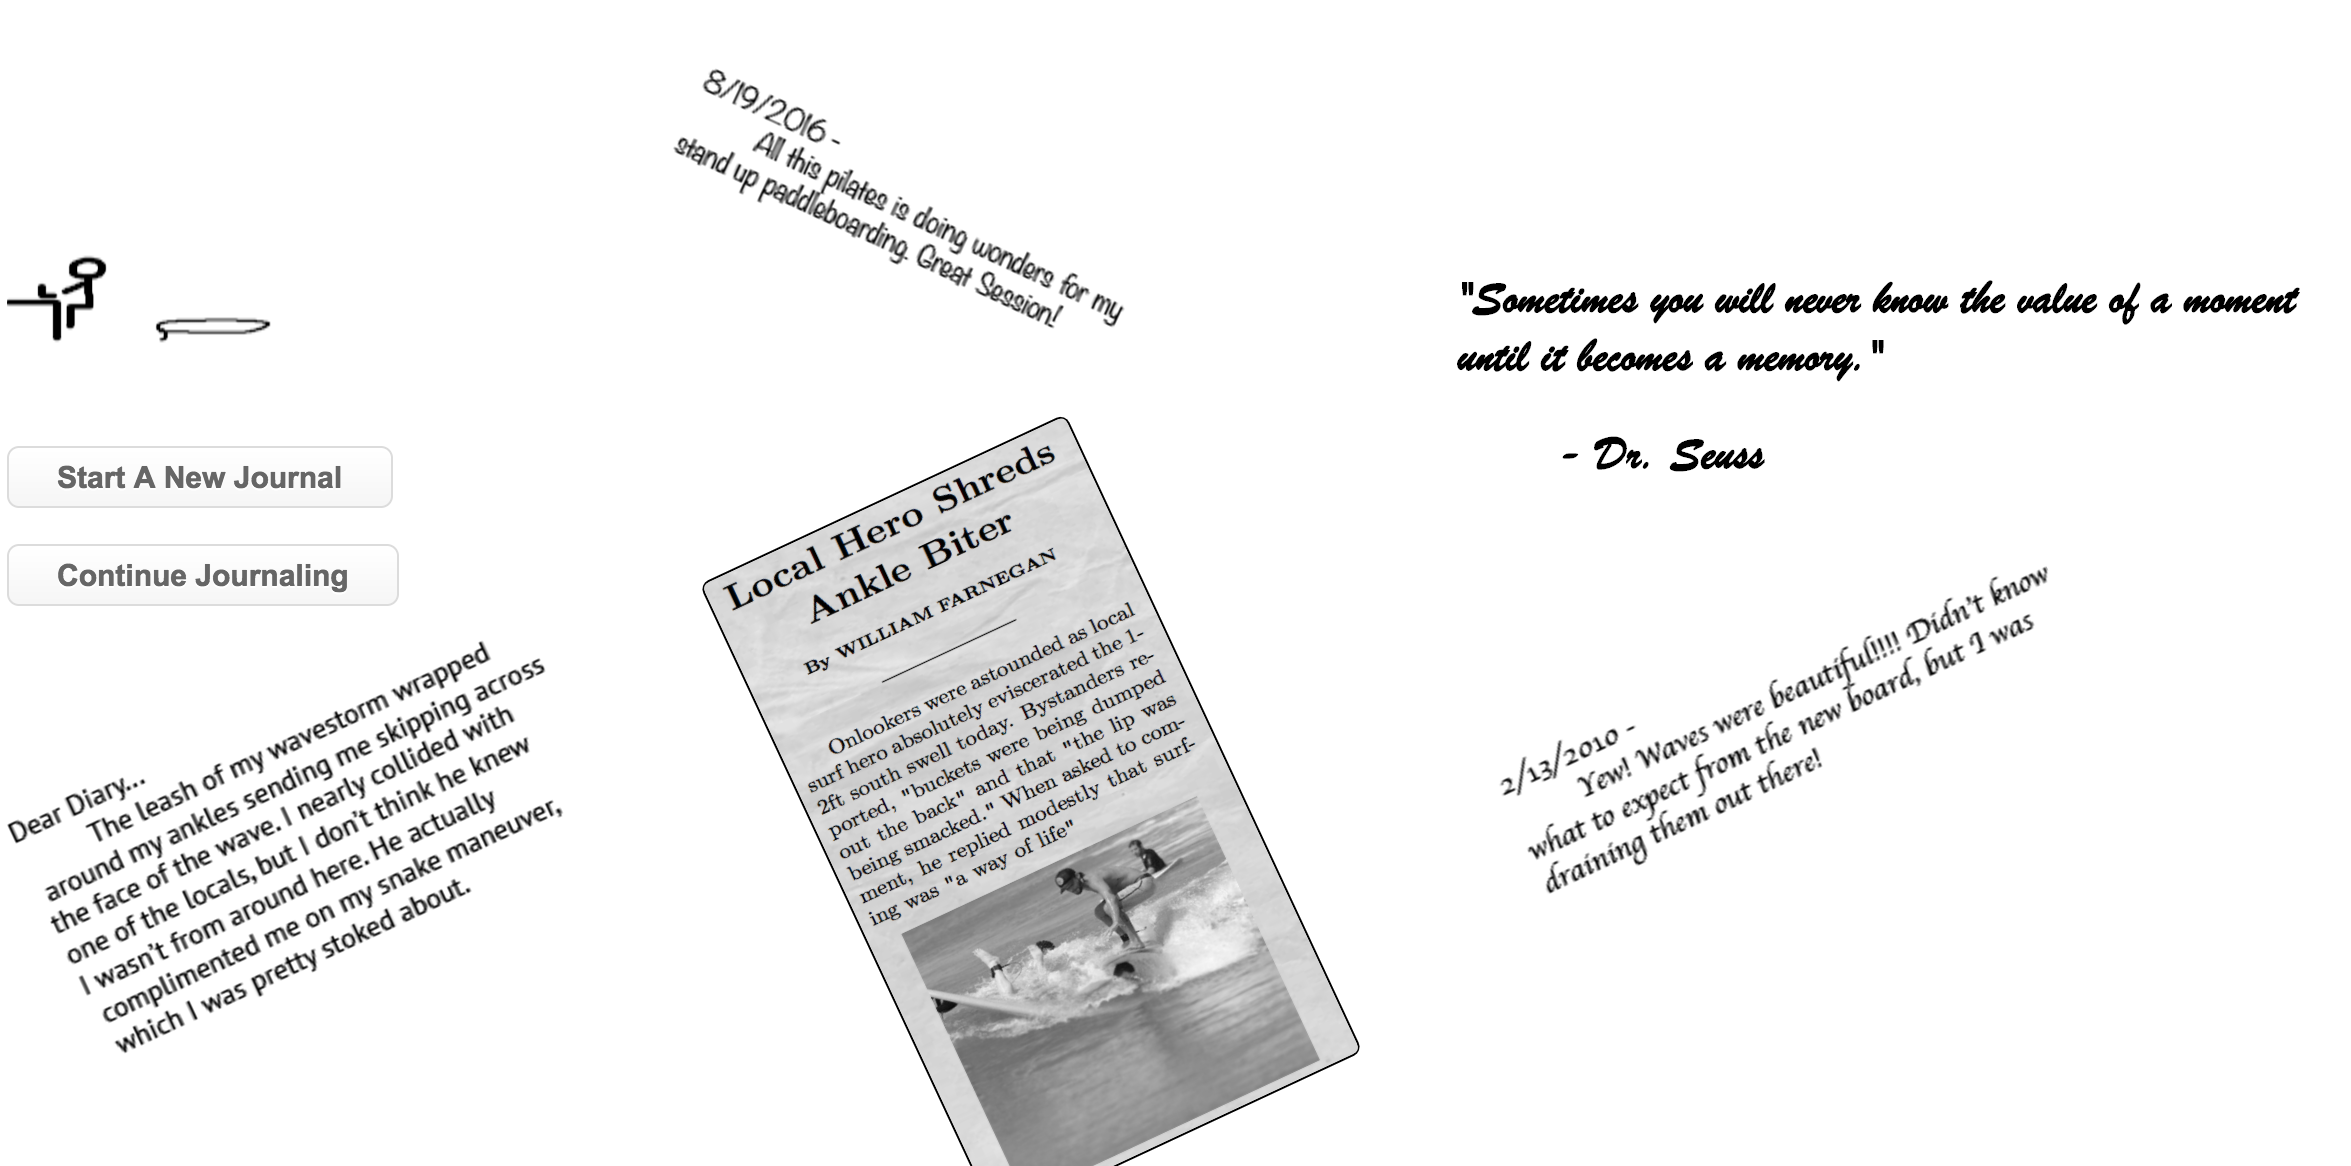 8/19/2016 -
All this pilates is doing wonders for my
stand up paddleboarding. Great Session!
"Sometimes you will never know the value of a moment
until it becomes a memory."
- Dr. Seuss
Start A New Journal
Continue Journaling
Dear Diary...
The leash of my wavestorm wrapped
around my ankles sending me skipping across
the face of the wave. I nearly collided with
one of the locals, but I don't think he knew
I wasn't from around here. He actually
complimented me on my snake maneuver,
which I was pretty stoked about.
Local Hero Shreds
Ankle Biter
By WILLIAM FARNEGAN
Onlookers were astounded as local
surf hero absolutely eviscerated the 1-
2ft south swell today. Bystanders re-
ported, "buckets were being dumped
out the back" and that "the lip was
being smacked." When asked to com-
ment, he replied modestly that surf-
ing was "a way of life"
2/13/2010 -
Yew! Waves were beautiful!!!! Didn't know
what to expect from the new board, but I was
draining them out there!